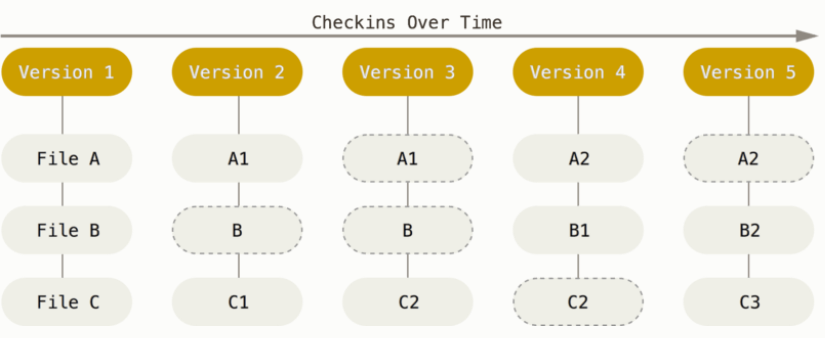 Checkins Over Time
Version 1 Version 2 Version 3 Version 4 Version 5
File A A1 A1 A2 A2
File B B B B1 B2
File C C1 C2 C2 C3